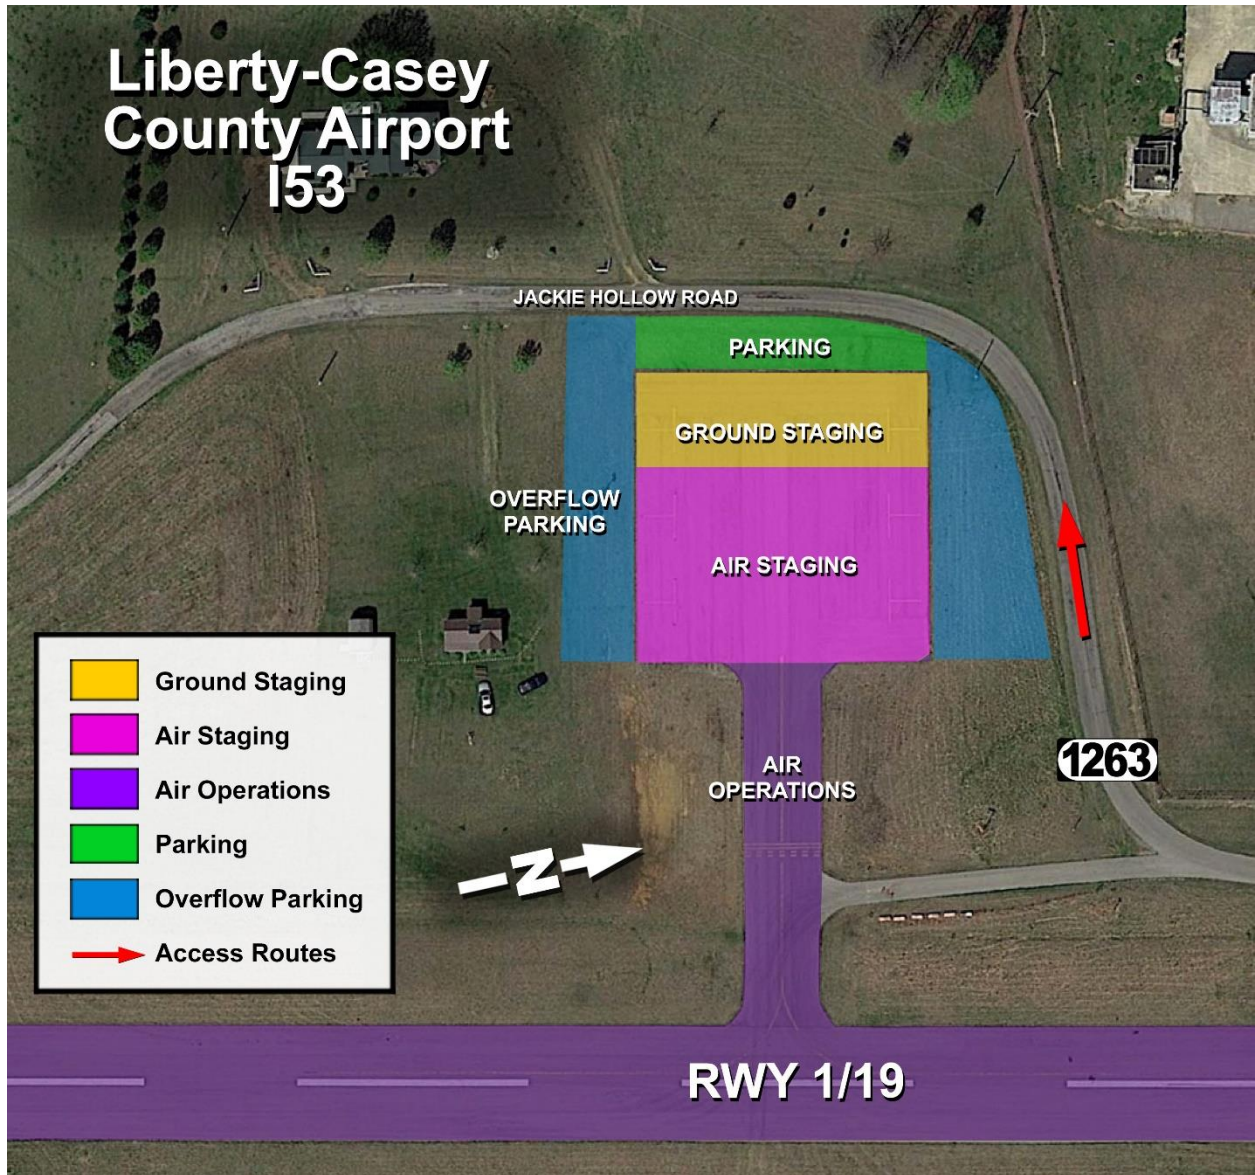 Liberty-Casey
County Airport
I53
JACKIE HOLLOW ROAD
PARKING
GROUND STAGING
OVERFLOW
PARKING
AIR STAGING
Ground Staging
Air Staging
Air Operations
Parking
Overflow Parking
Access Routes
1263
AIR
OPERATIONS
N
RWY 1/19